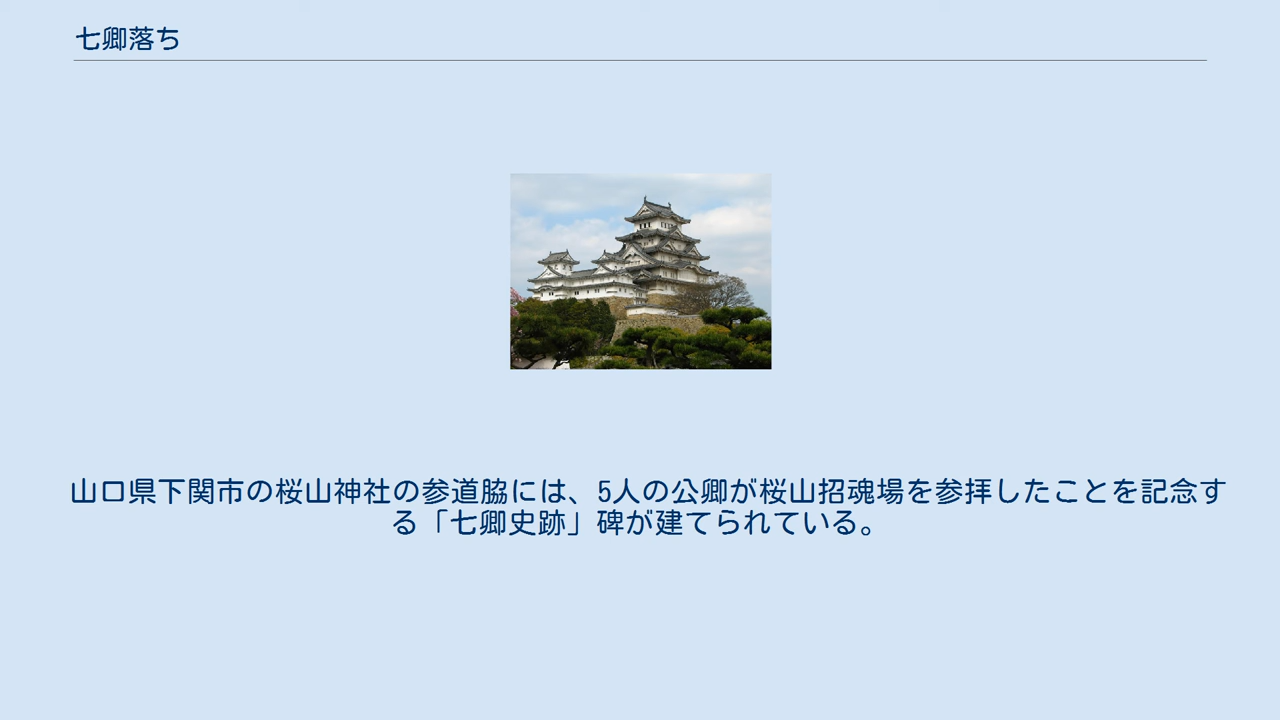 七卿落ち
山口県下関市の桜山神社の参道脇には、5人の公卿が桜山招魂場を参拝したことを記念す
る「七卿史跡」碑が建てられている。